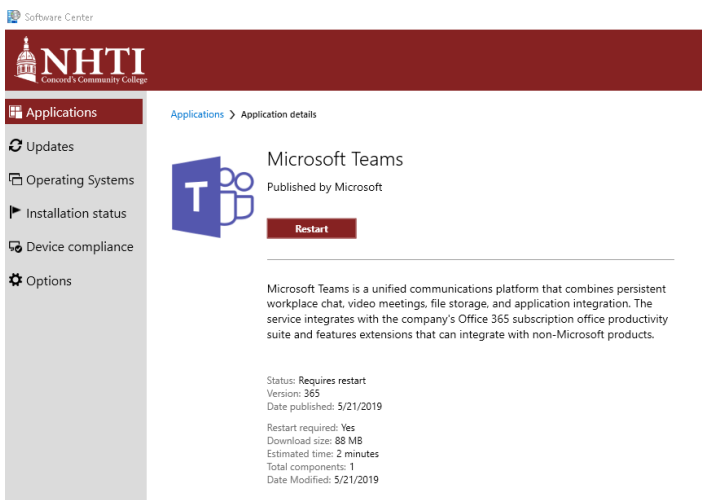 Software Center
NHTI
Concord's Community College
Applications
Updates
Operating Systems
Installation status
Device compliance
Options
Applications > Application details
T
Microsoft Teams
Published by Microsoft
Restart
Microsoft Teams is a unified communications platform that combines persistent
workplace chat, video meetings, file storage, and application integration. The
service integrates with the company's Office 365 subscription office productivity
suite and features extensions that can integrate with non-Microsoft products.
Status: Requires restart
Version: 365
Date published: 5/21/2019
Restart required: Yes
Download size: 88 MB
Estimated time: 2 minutes
Total components: 1
Date Modified: 5/21/2019